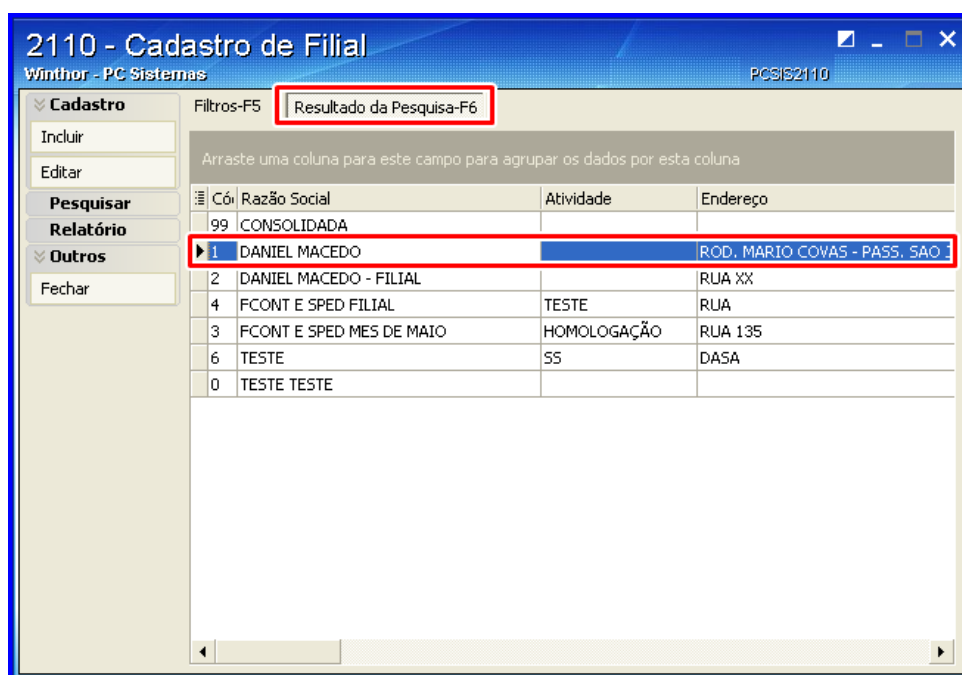 2110 - Cadastro de Filial
Winthor - PC Sistemas PCSIS2110
Cadastro
Incluir
Editar
Pesquisar
Relatório
Outros
Fechar
Filtros-F5 Resultado da Pesquisa-F6
Arraste uma coluna para este campo para agrupar os dados por esta coluna
Razão Social Atividade Endereço
99 CONSOLIDADA
1 DANIEL MACEDO ROD. MARIO COVAS - PASS. SAO
2 DANIEL MACEDO - FILIAL RUA XX
4 FCONT E SPED FILIAL TESTE RUA
3 FCONT E SPED MES DE MAIO HOMOLOGAÇÃO RUA 135
6 TESTE SS DASA
0 TESTE TESTE